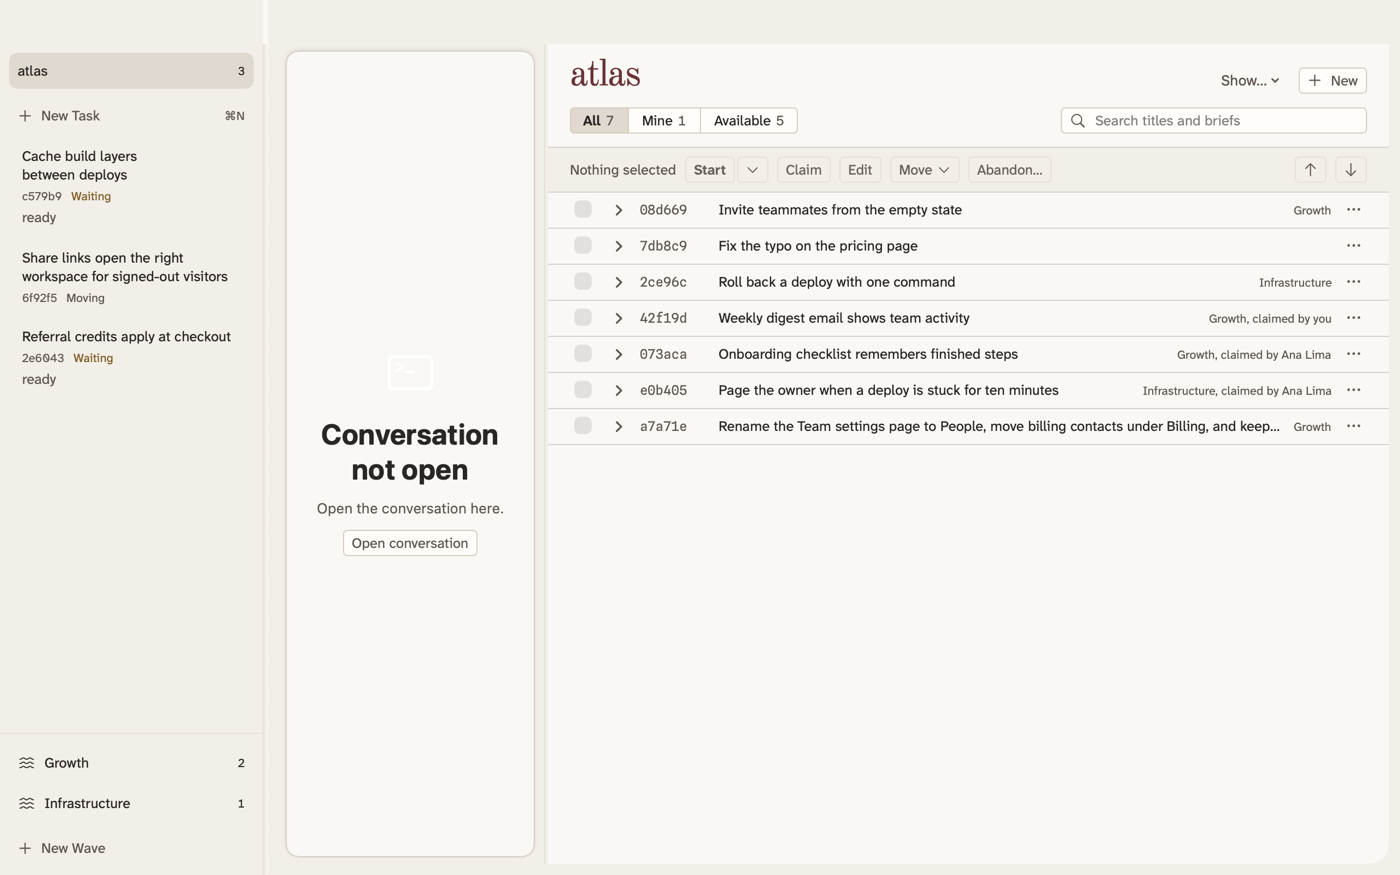 atlas 3
New Task ⌘N
Cache build layers
between deploys
c579b9 Waiting
ready
Share links open the right
workspace for signed-out visitors
6f92f5 Moving
Referral credits apply at checkout
2e6043 Waiting
ready
Growth 2
Infrastructure 1
New Wave
Conversation
not open
Open the conversation here.
Open conversation
atlas
Show... New
All 7 Mine 1 Available 5
Search titles and briefs
Nothing selected Start Claim Edit Move Abandon...
08d669 Invite teammates from the empty state Growth
7db8c9 Fix the typo on the pricing page
2ce96c Roll back a deploy with one command Infrastructure
42f19d Weekly digest email shows team activity Growth, claimed by you
073aca Onboarding checklist remembers finished steps Growth, claimed by Ana Lima
e0b405 Page the owner when a deploy is stuck for ten minutes Infrastructure, claimed by Ana Lima
a7a71e Rename the Team settings page to People, move billing contacts under Billing, and keep... Growth